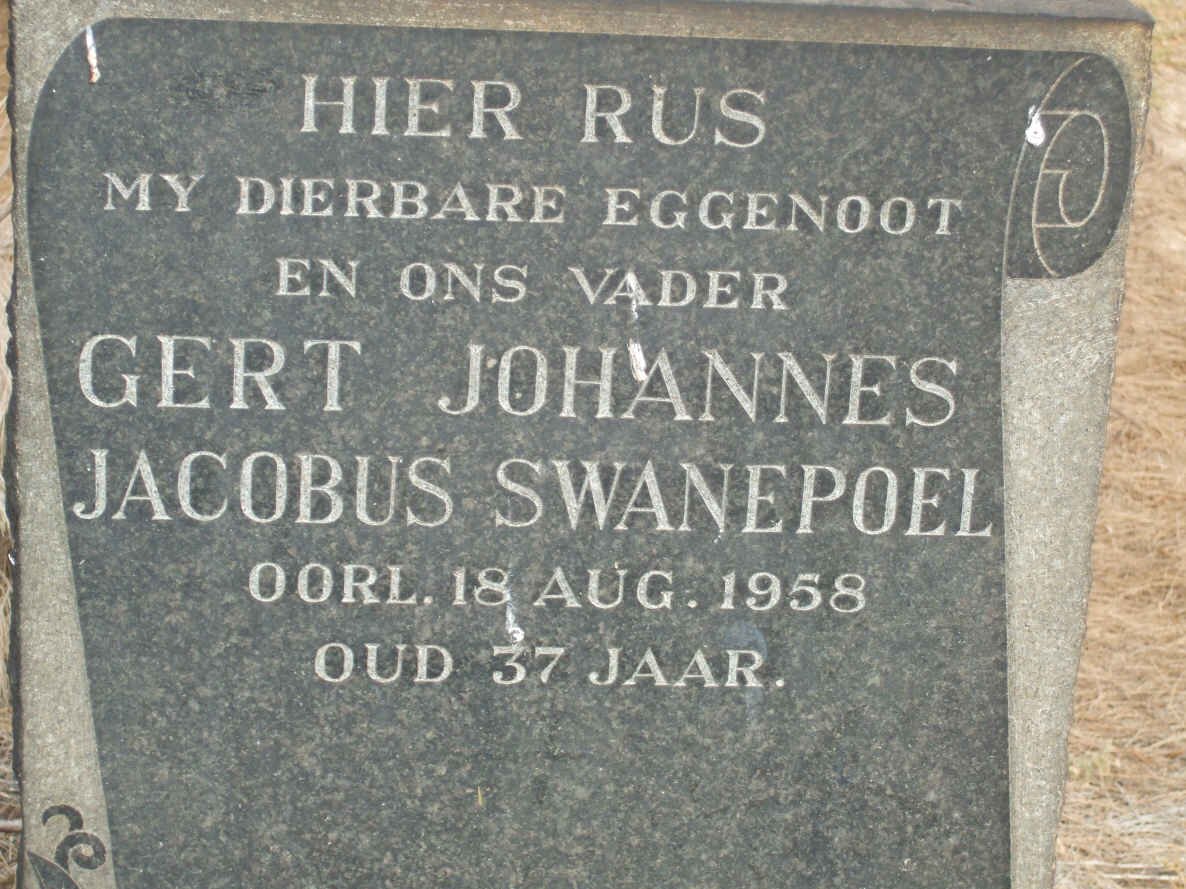 HIER RUS
MY DIERBARE EGGENOOT
EN ONS VADER
GERT JOHANNES
JACOBUS SWANEPOEL
OORL. 18 AUG. 1958
OUD 37 JAAR.